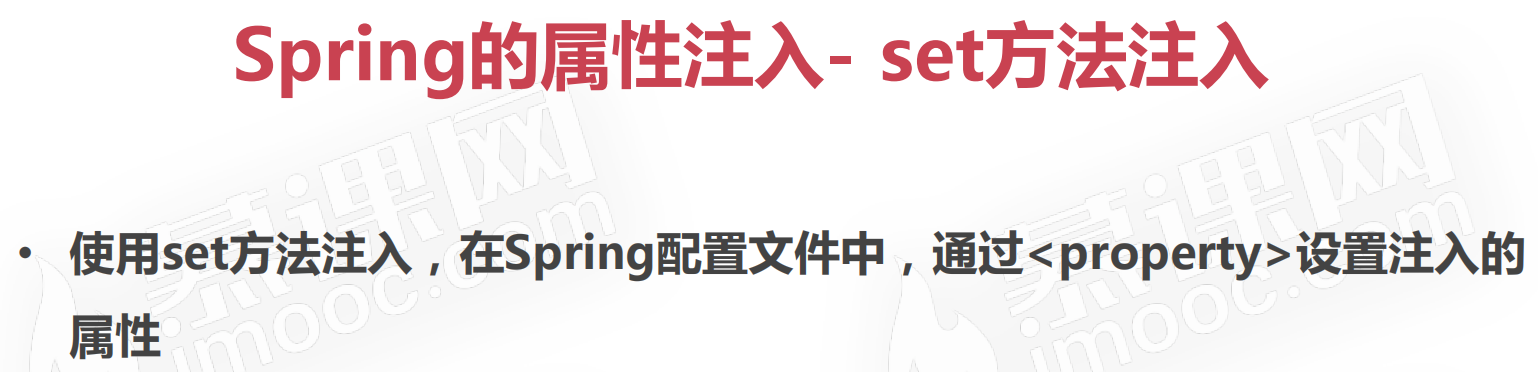 Spring的属性注入- set方法注入
• 使用set方法注入，在Spring配置文件中，通过<property>设置注入的
属性
慕课网
imooc.com
慕课网
imooc.com